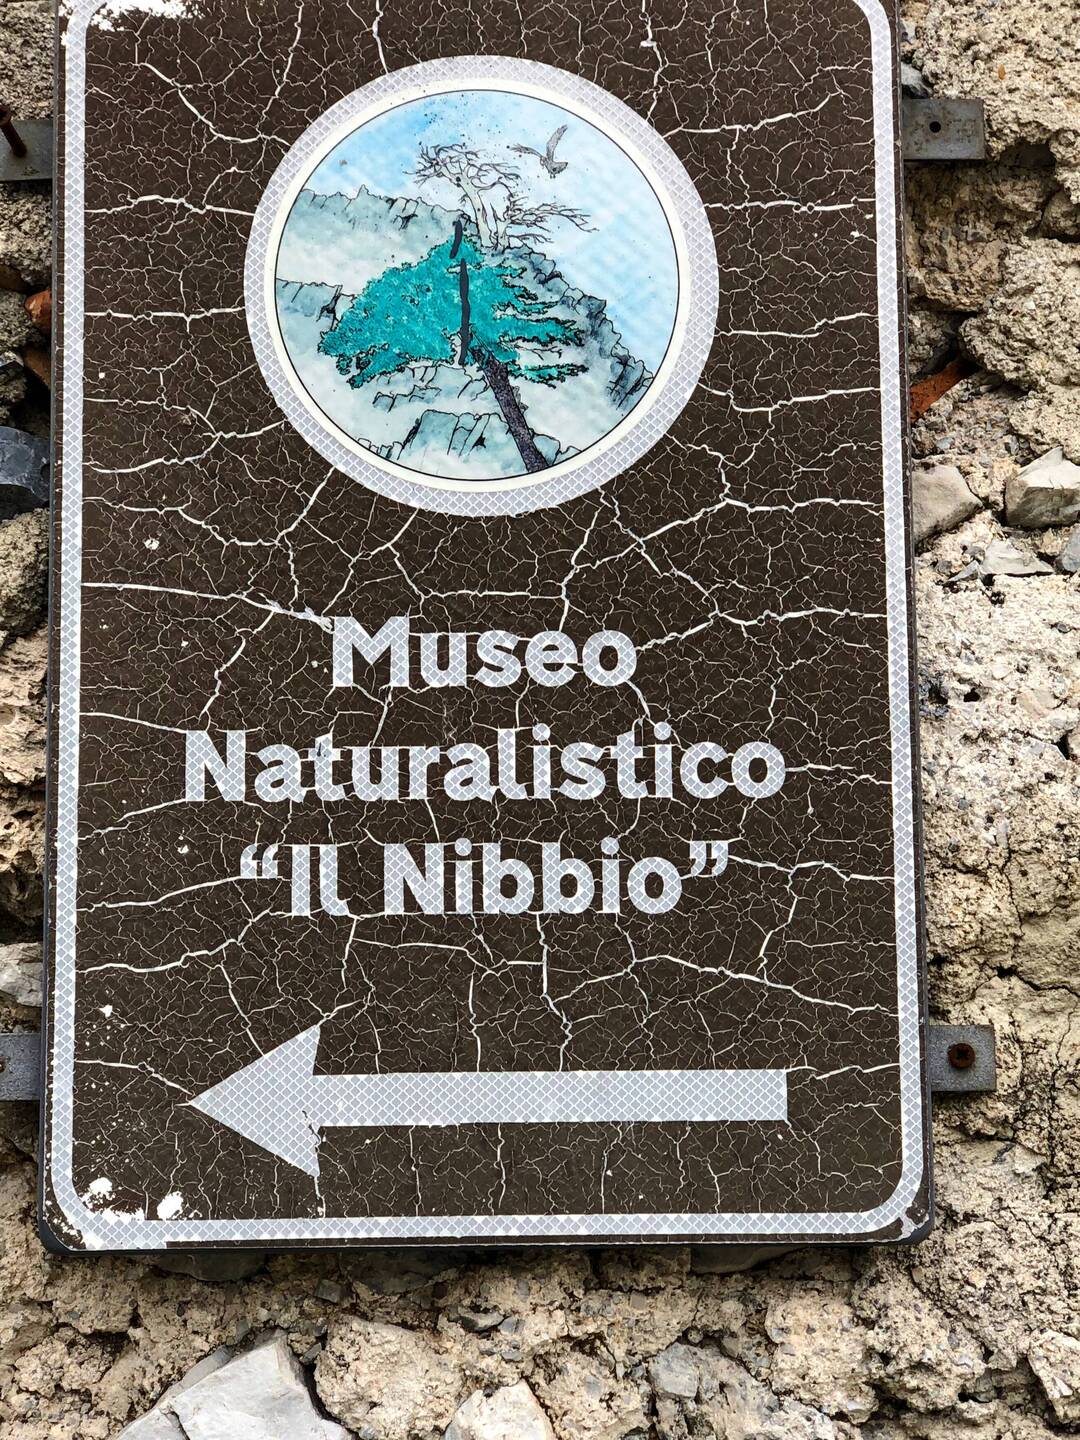 Museo
Naturalistico
“Il Nibbio”